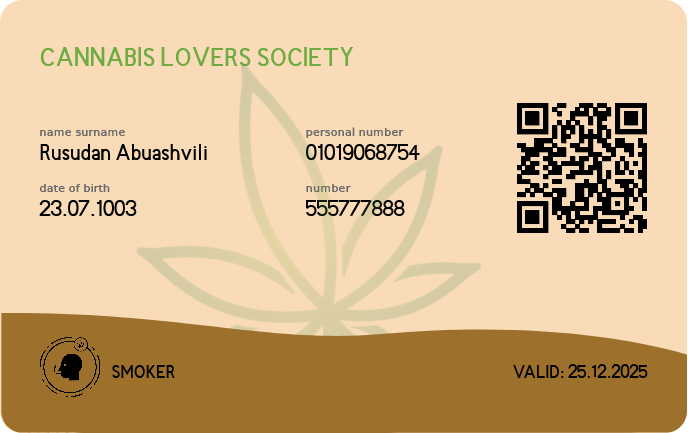 CANNABIS LOVERS SOCIETY
name surname
Rusudan Abuashvili
personal number
01019068754
date of birth
23.07.1003
number
555777888
SMOKER
VALID: 25.12.2025